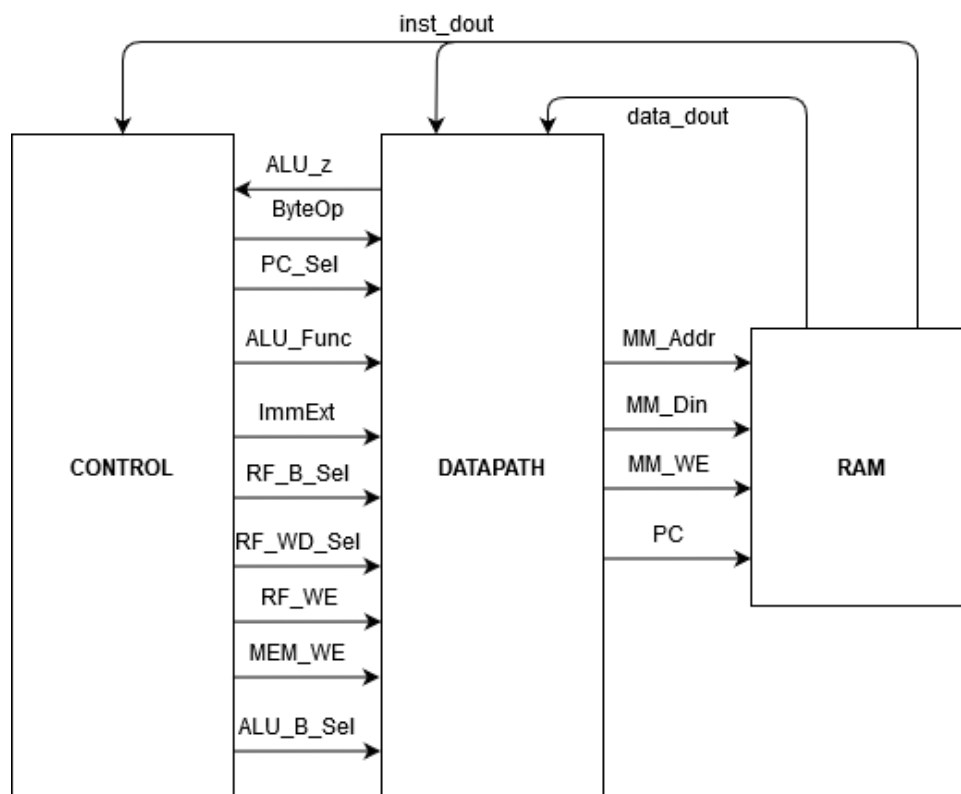 inst_dout
data_dout
ALU_z
ByteOp
PC_Sel
ALU_Func
ImmExt
RF_B_Sel
RF_WD_Sel
RF_WE
MEM_WE
ALU_B_Sel
CONTROL
DATAPATH
MM_Addr
MM_Din
MM_WE
PC
RAM